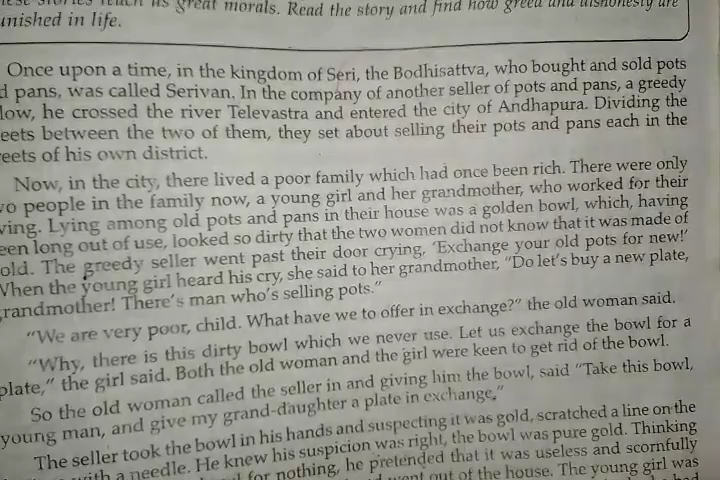 these stories teach us great morals. Read the story and find how greed and dishonesty are
unished in life.
Once upon a time, in the kingdom of Seri, the Bodhisattva, who bought and sold pots
d pans, was called Serivan. In the company of another seller of pots and pans, a greedy
low, he crossed the river Televastra and entered the city of Andhapura. Dividing the
eets between the two of them, they set about selling their pots and pans each in the
eets of his own district.
Now, in the city, there lived a poor family which had once been rich. There were only
vo people in the family now, a young girl and her grandmother, who worked for their
ving. Lying among old pots and pans in their house was a golden bowl, which, having
een long out of use, looked so dirty that the two women did not know that it was made of
old. The greedy seller went past their door crying, 'Exchange your old pots for new!'
When the young girl heard his cry, she said to her grandmother, "Do let's buy a new plate,
randmother! There's man who's selling pots."
"We are very poor, child. What have we to offer in exchange?" the old woman said.
"Why, there is this dirty bowl which we never use. Let us exchange the bowl for a
plate," the girl said. Both the old woman and the girl were keen to get rid of the bowl.
So the old woman called the seller in and giving him the bowl, said "Take this bowl,
young man, and give my grand-daughter a plate in exchange,"
The seller took the bowl in his hands and suspecting it was gold, scratched a line on the
with a needle. He knew his suspicion was right, the bowl was pure gold. Thinking
for nothing, he pretended that it was useless and scornfully
went out of the house. The young girl was
had